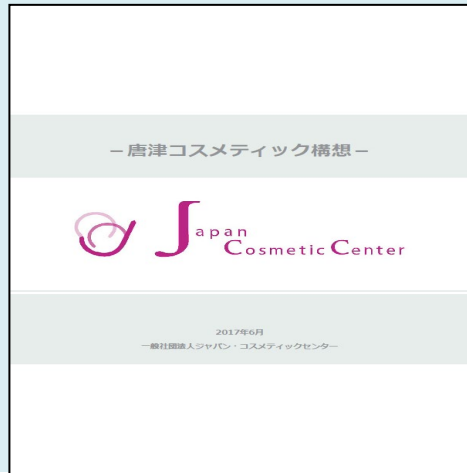 －唐津コスメティック構想－
Japan
Cosmetic Center
2017年6月
一般社団法人ジャパン・コスメティックセンター